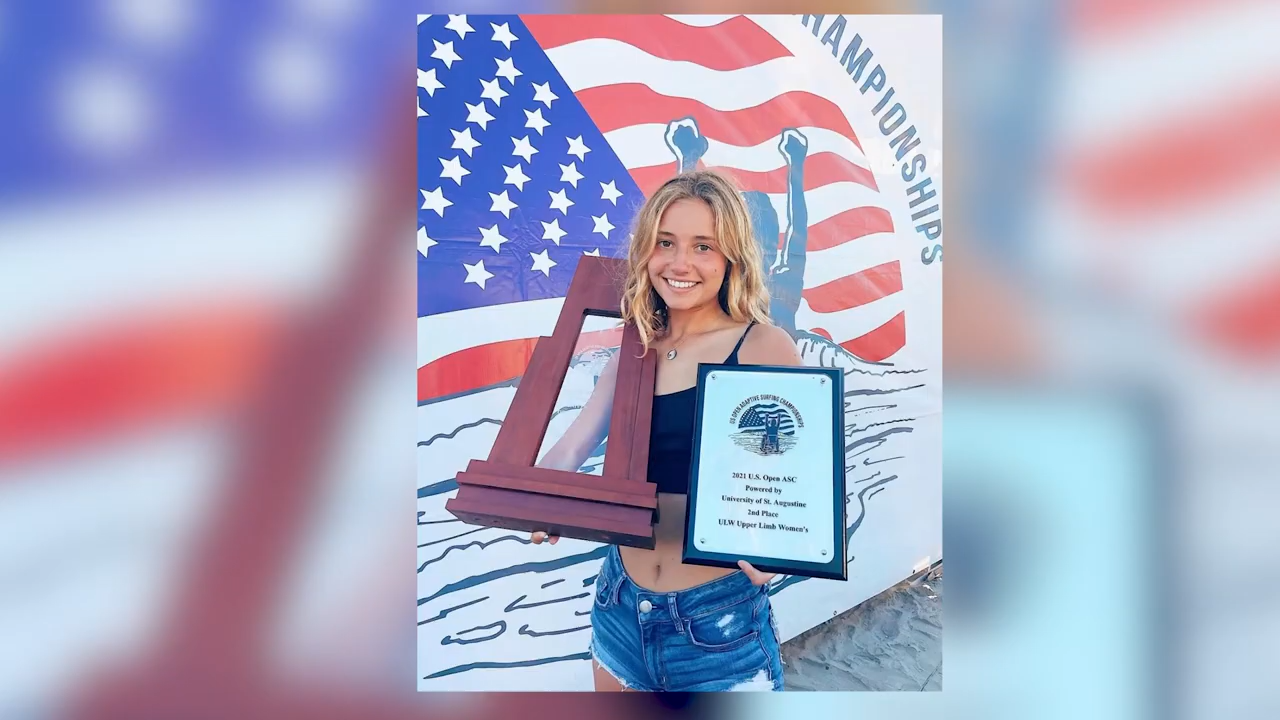 CHAMPIONSHIPS
US OPEN ADAPTIVE SURFING CHAMPIONSHIPS
2021 U.S. Open ASC
Powered by
University of St. Augustine
2nd Place
ULW Upper Limb Women's